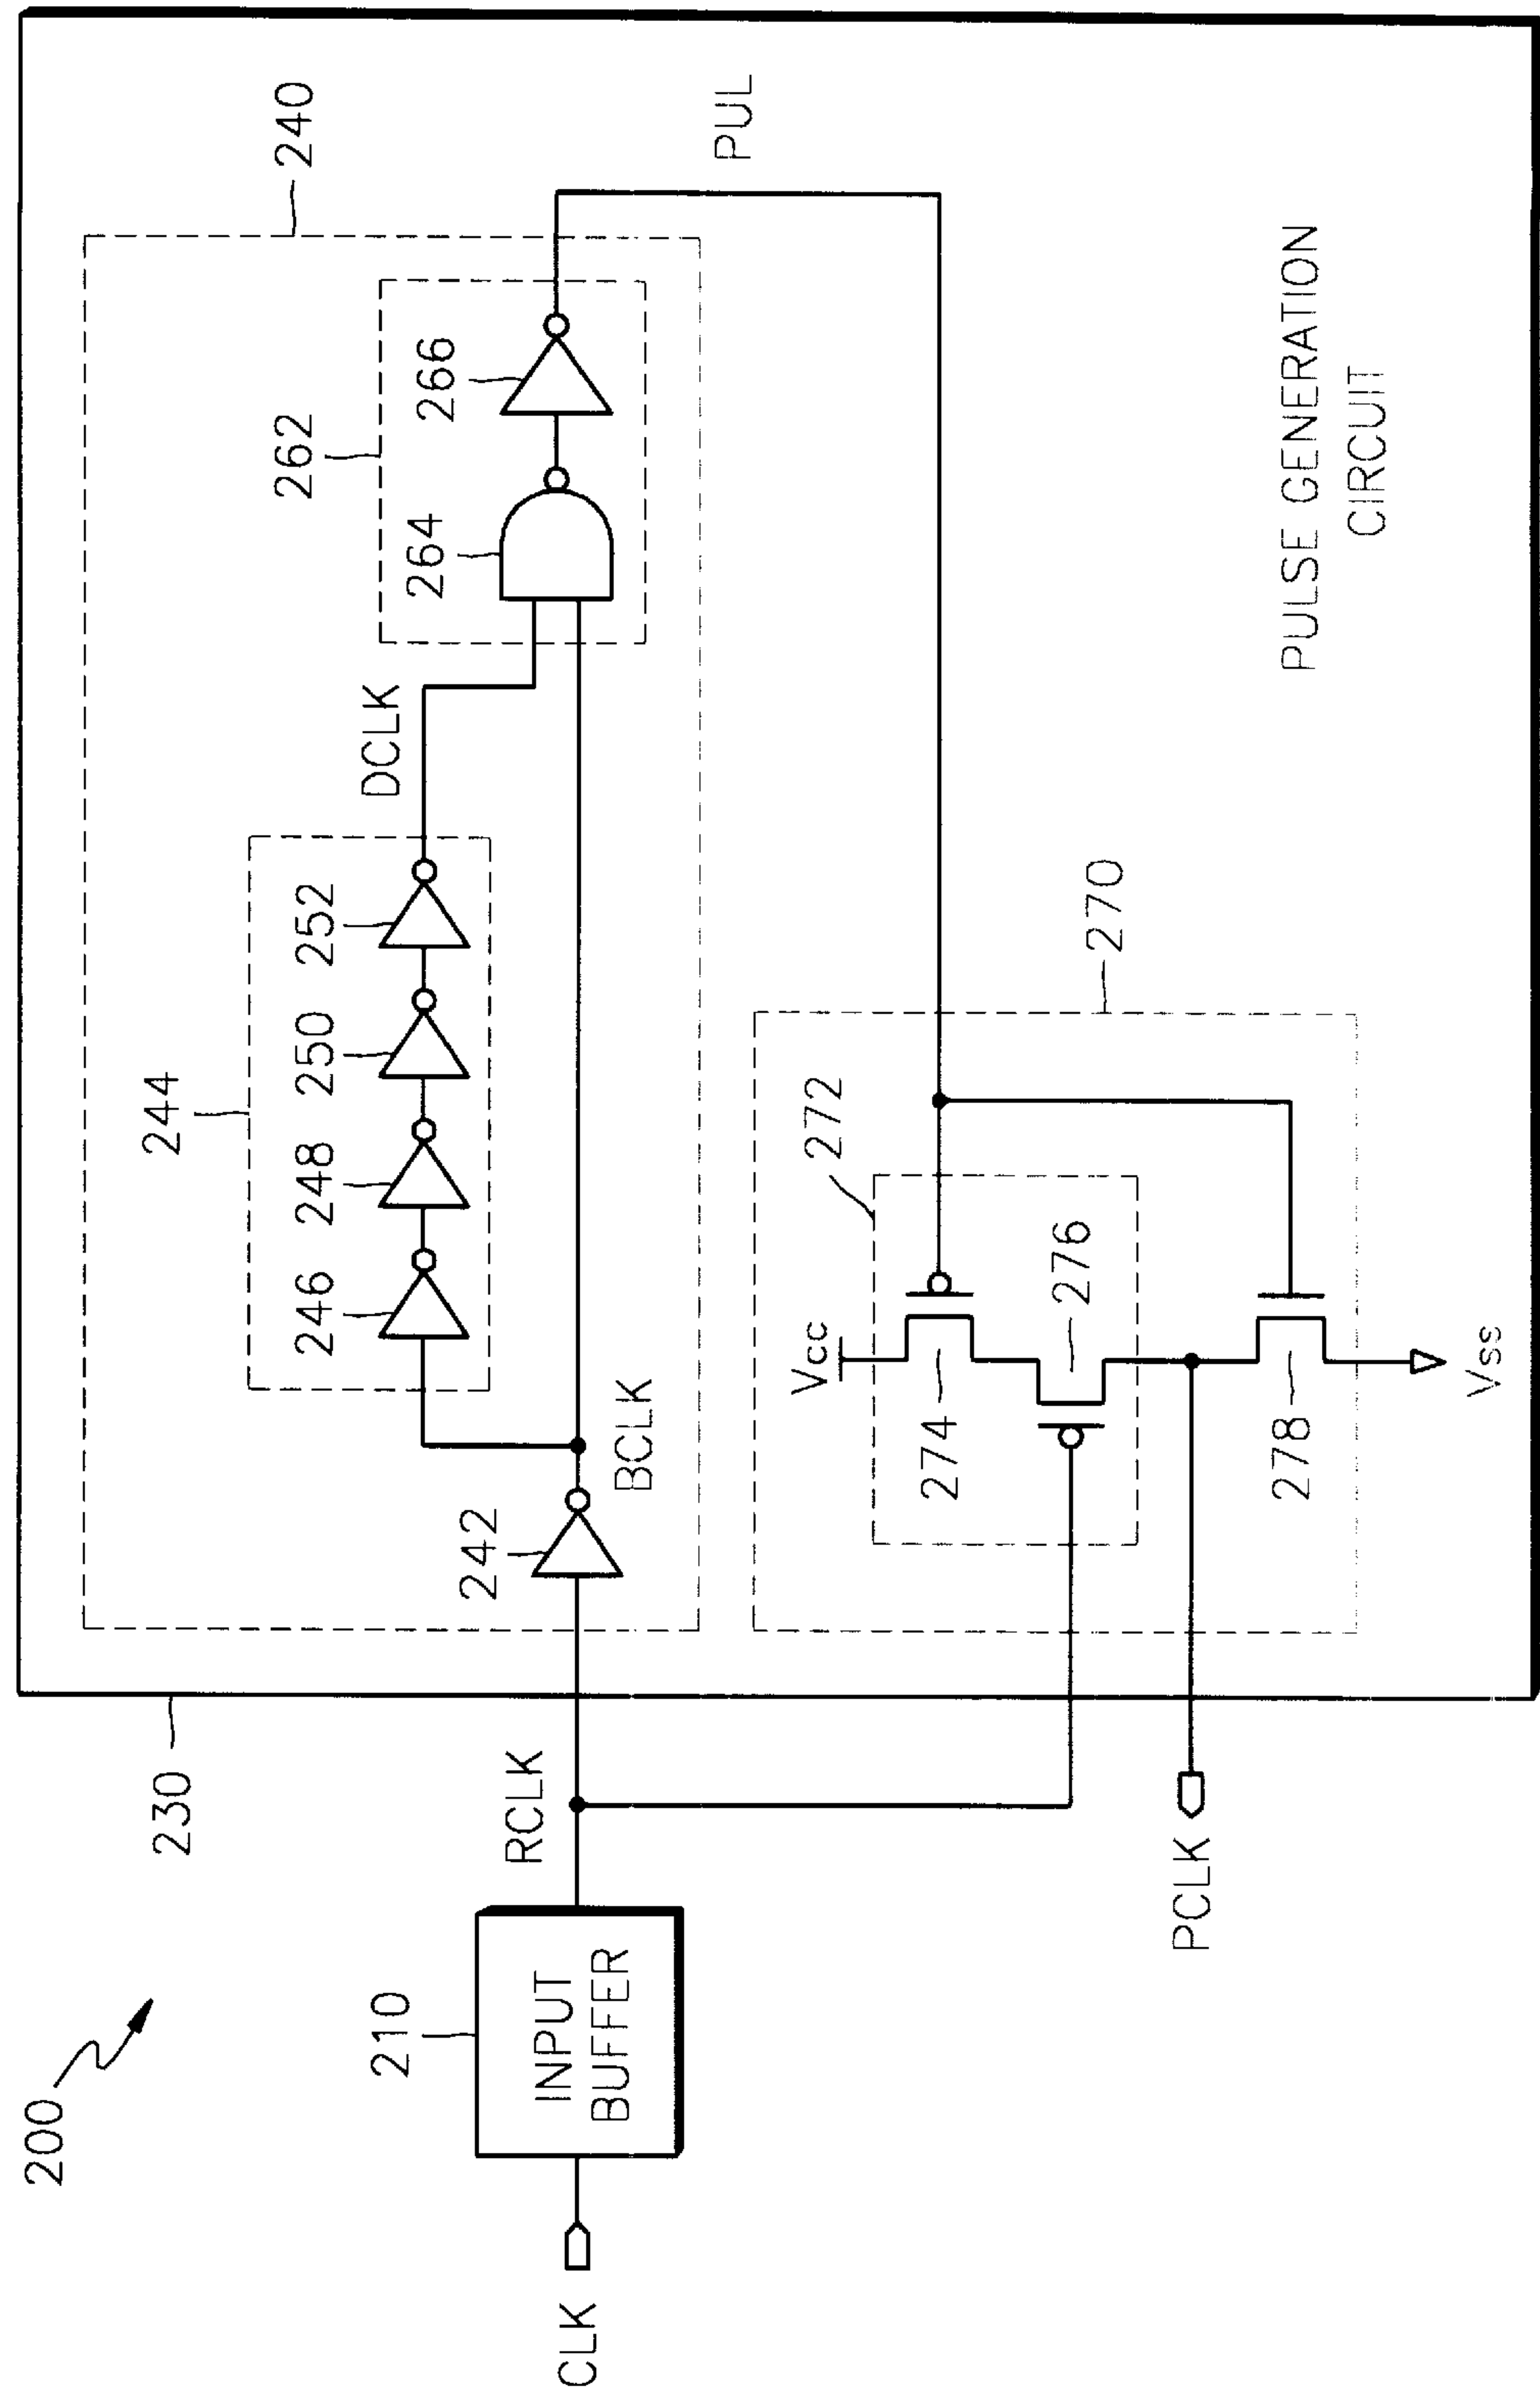 200
CLK
210
INPUT
BUFFER
RCLK
230
PCLK
240
242
BCLK
244
246
248
250
252
DCLK
262
264
266
PUL
270
272
Vcc
274
276
278
Vss
PULSE GENERATION
CIRCUIT